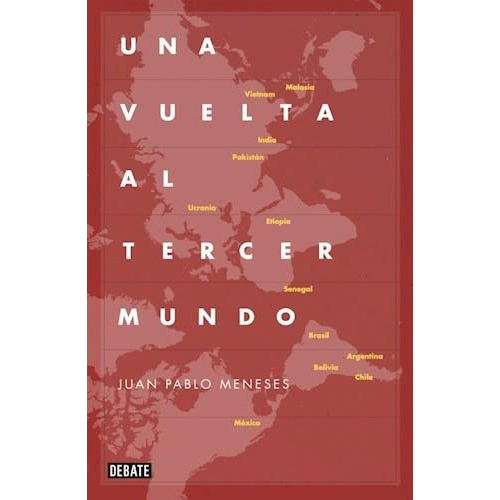 UNA
Vietnam
Malasia
VUELTA
India
Pakistán
AL
Ucrania
Etiopía
TERCER
Senegal
MUNDO
Brasil
Argentina
Bolivia
Chile
JUAN PABLO MENESES
México
DEBATE